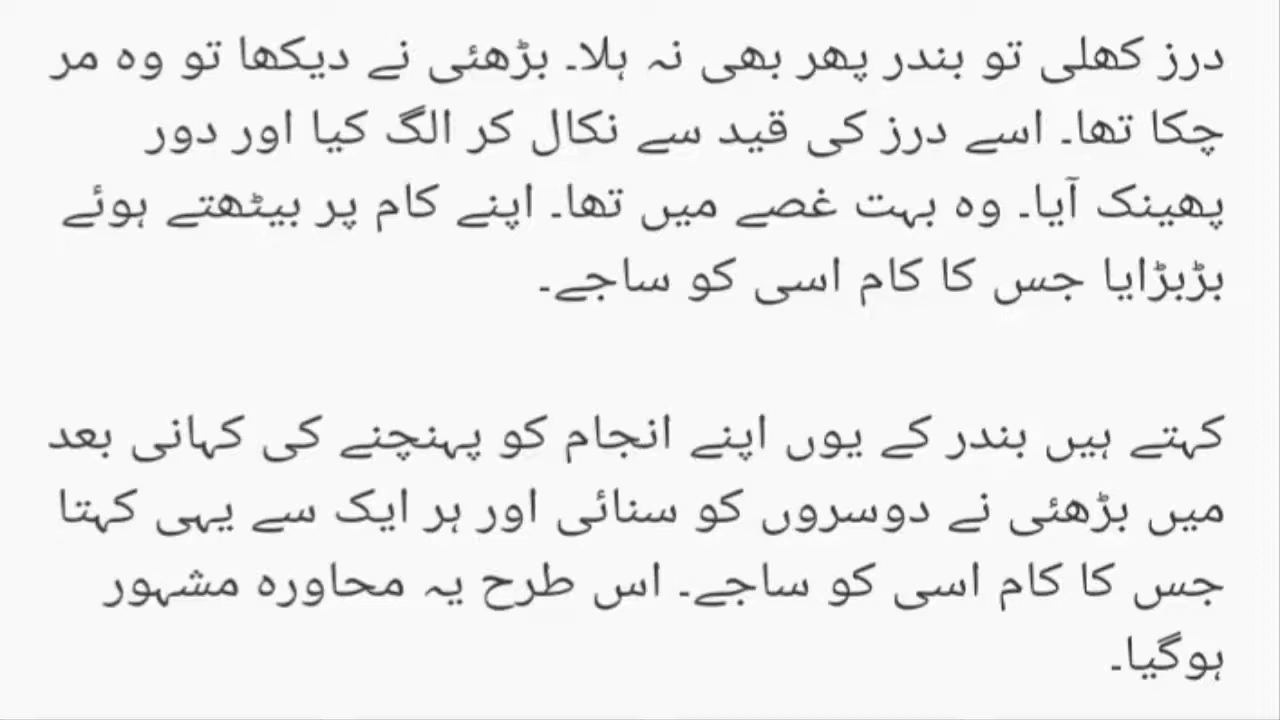 درز کھلی تو بندر پھر بھی نہ ہلا۔ بڑھئی نے دیکھا تو وہ مر
چکا تھا۔ اسے درز کی قید سے نکال کر الگ کیا اور دور
پھینک آیا۔ وہ بہت غصے میں تھا۔ اپنے کام پر بیٹھتے ہوئے
بڑبڑایا جس کا کام اسی کو ساجے۔
کہتے ہیں بندر کے یوں اپنے انجام کو پہنچنے کی کہانی بعد
میں بڑھئی نے دوسروں کو سنائی اور ہر ایک سے یہی کہتا
جس کا کام اسی کو ساجے۔ اس طرح یہ محاورہ مشہور
ہوگیا۔